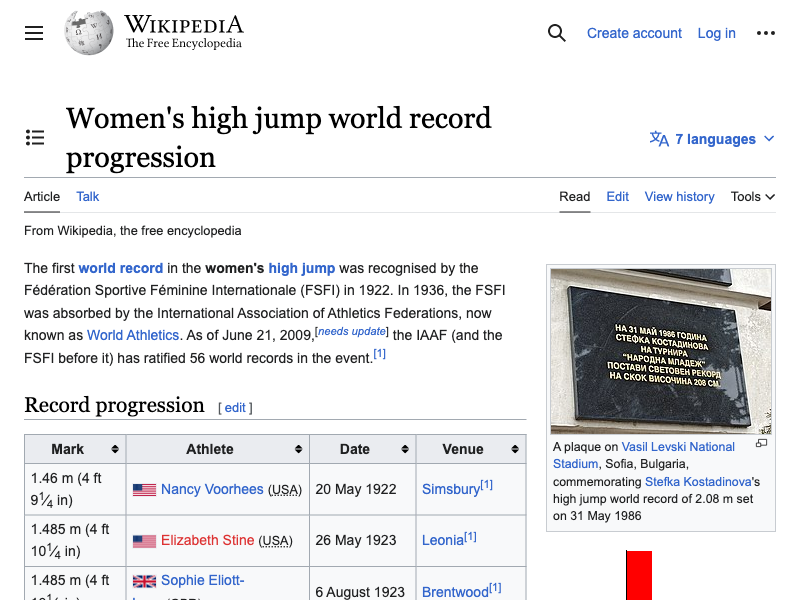 WIKIPEDIA
The Free Encyclopedia
Create account
Log in
Women's high jump world record
progression
7 languages
Article
Talk
Read
Edit
View history
Tools
From Wikipedia, the free encyclopedia
The first world record in the women's high jump was recognised by the
Fédération Sportive Féminine Internationale (FSFI) in 1922. In 1936, the FSFI
was absorbed by the International Association of Athletics Federations, now
known as World Athletics. As of June 21, 2009,[needs update] the IAAF (and the
FSFI before it) has ratified 56 world records in the event.[1]
НА 31 МАЙ 1986 ГОДИНА
СТЕФКА КОСТАДИНОВА
НА ТУРНИРА
"НАРОДНА МЛАДЕЖ"
ПОСТАВИ СВЕТОВЕН РЕКОРД
НА СКОК ВИСОЧИНА 208 СМ.
A plaque on Vasil Levski National
Stadium, Sofia, Bulgaria,
commemorating Stefka Kostadinova's
high jump world record of 2.08 m set
on 31 May 1986
Record progression [ edit ]
Mark Athlete Date Venue
1.46 m (4 ft
9 1⁄4 in)
Nancy Voorhees (USA)
20 May 1922
Simsbury[1]
1.485 m (4 ft
10 1⁄4 in)
Elizabeth Stine (USA)
26 May 1923
Leonia[1]
1.485 m (4 ft
Sophie Eliott-
6 August 1923
Brentwood[1]